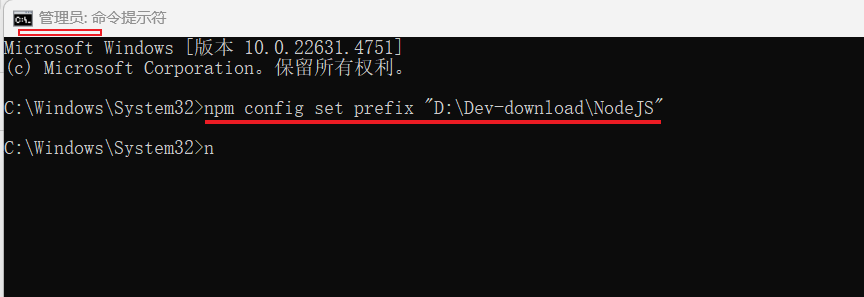 管理员: 命令提示符
Microsoft Windows [版本 10.0.22631.4751]
(c) Microsoft Corporation。保留所有权利。
C:\Windows\System32>npm config set prefix "D:\Dev-download\NodeJS"
C:\Windows\System32>n